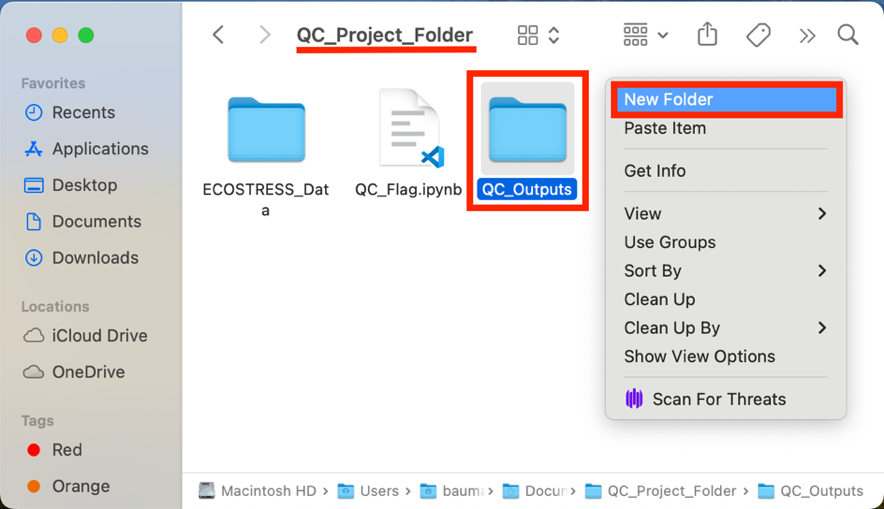 QC_Project_Folder
Favorites
Recents
Applications
Desktop
Documents
Downloads
Locations
iCloud Drive
OneDrive
Tags
Red
Orange
ECOSTRESS_Dat
a
QC_Flag.ipynb
QC_Outputs
New Folder
Paste Item
Get Info
View
Use Groups
Sort By
Clean Up
Clean Up By
Show View Options
Scan For Threats
Macintosh HD › Users › bauma › Docun › QC_Project_Folder › QC_Outputs